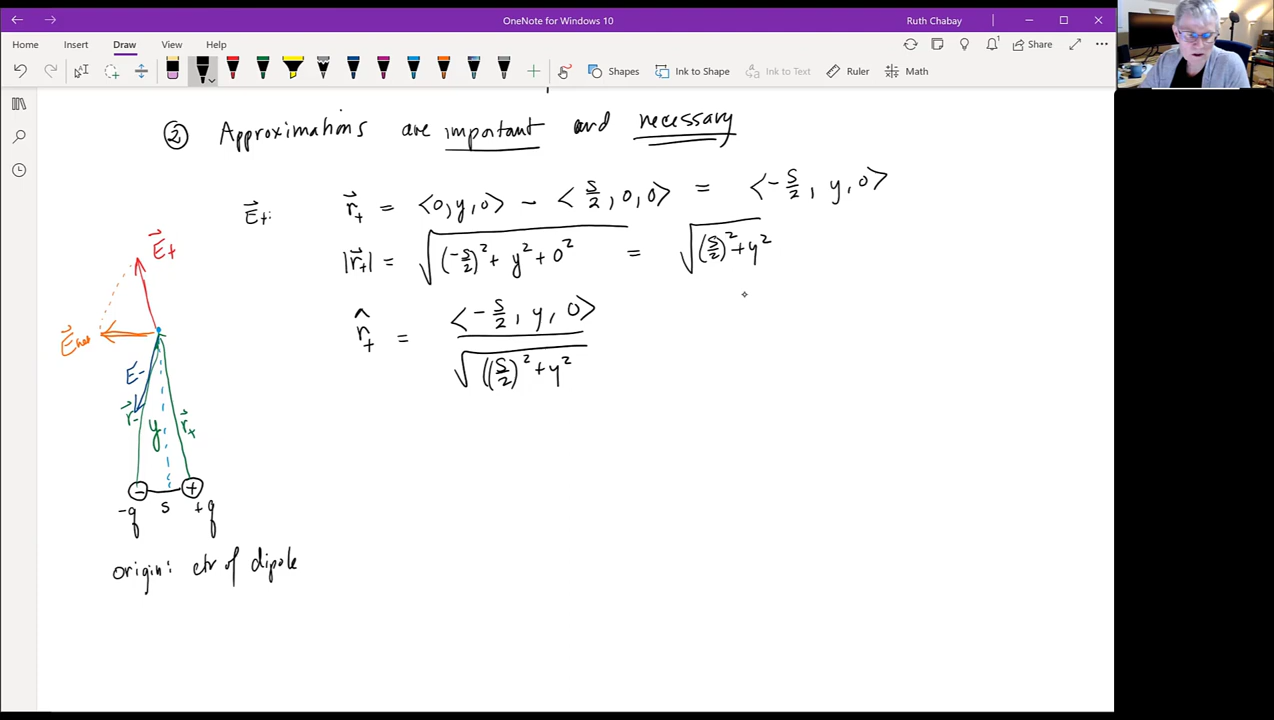 OneNote for Windows 10
Ruth Chabay
Home Insert Draw View Help
Share
Shapes Ink to Shape Ink to Text Ruler Math
② Approximations are important and necessary
E⃗₊: r⃗₊ = <0,y,0> - <s/2, 0, 0> = <-s/2, y, 0>
|r⃗₊| = √((-s/2)² + y² + 0²) = √((s/2)² + y²)
r̂₊ = <-s/2, y, 0> / √((s/2)² + y²)
E⃗₊
E⃗net
E-
r⃗-
y
r⃗₊
- +
-q s +q
origin: ctr of dipole